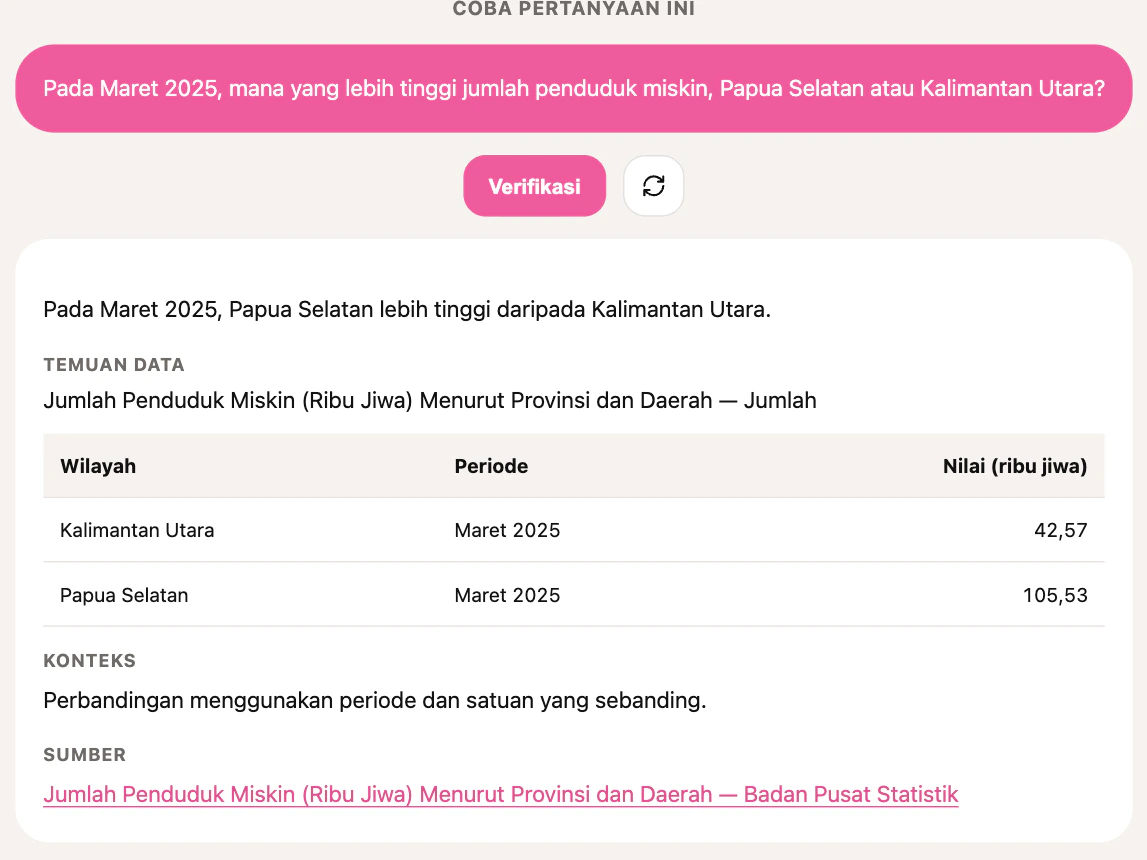 COBA PERTANYAAN INI
Pada Maret 2025, mana yang lebih tinggi jumlah penduduk miskin, Papua Selatan atau Kalimantan Utara?
Verifikasi
Pada Maret 2025, Papua Selatan lebih tinggi daripada Kalimantan Utara.
TEMUAN DATA
Jumlah Penduduk Miskin (Ribu Jiwa) Menurut Provinsi dan Daerah — Jumlah
Wilayah Periode Nilai (ribu jiwa)
Kalimantan Utara Maret 2025 42,57
Papua Selatan Maret 2025 105,53
KONTEKS
Perbandingan menggunakan periode dan satuan yang sebanding.
SUMBER
Jumlah Penduduk Miskin (Ribu Jiwa) Menurut Provinsi dan Daerah — Badan Pusat Statistik